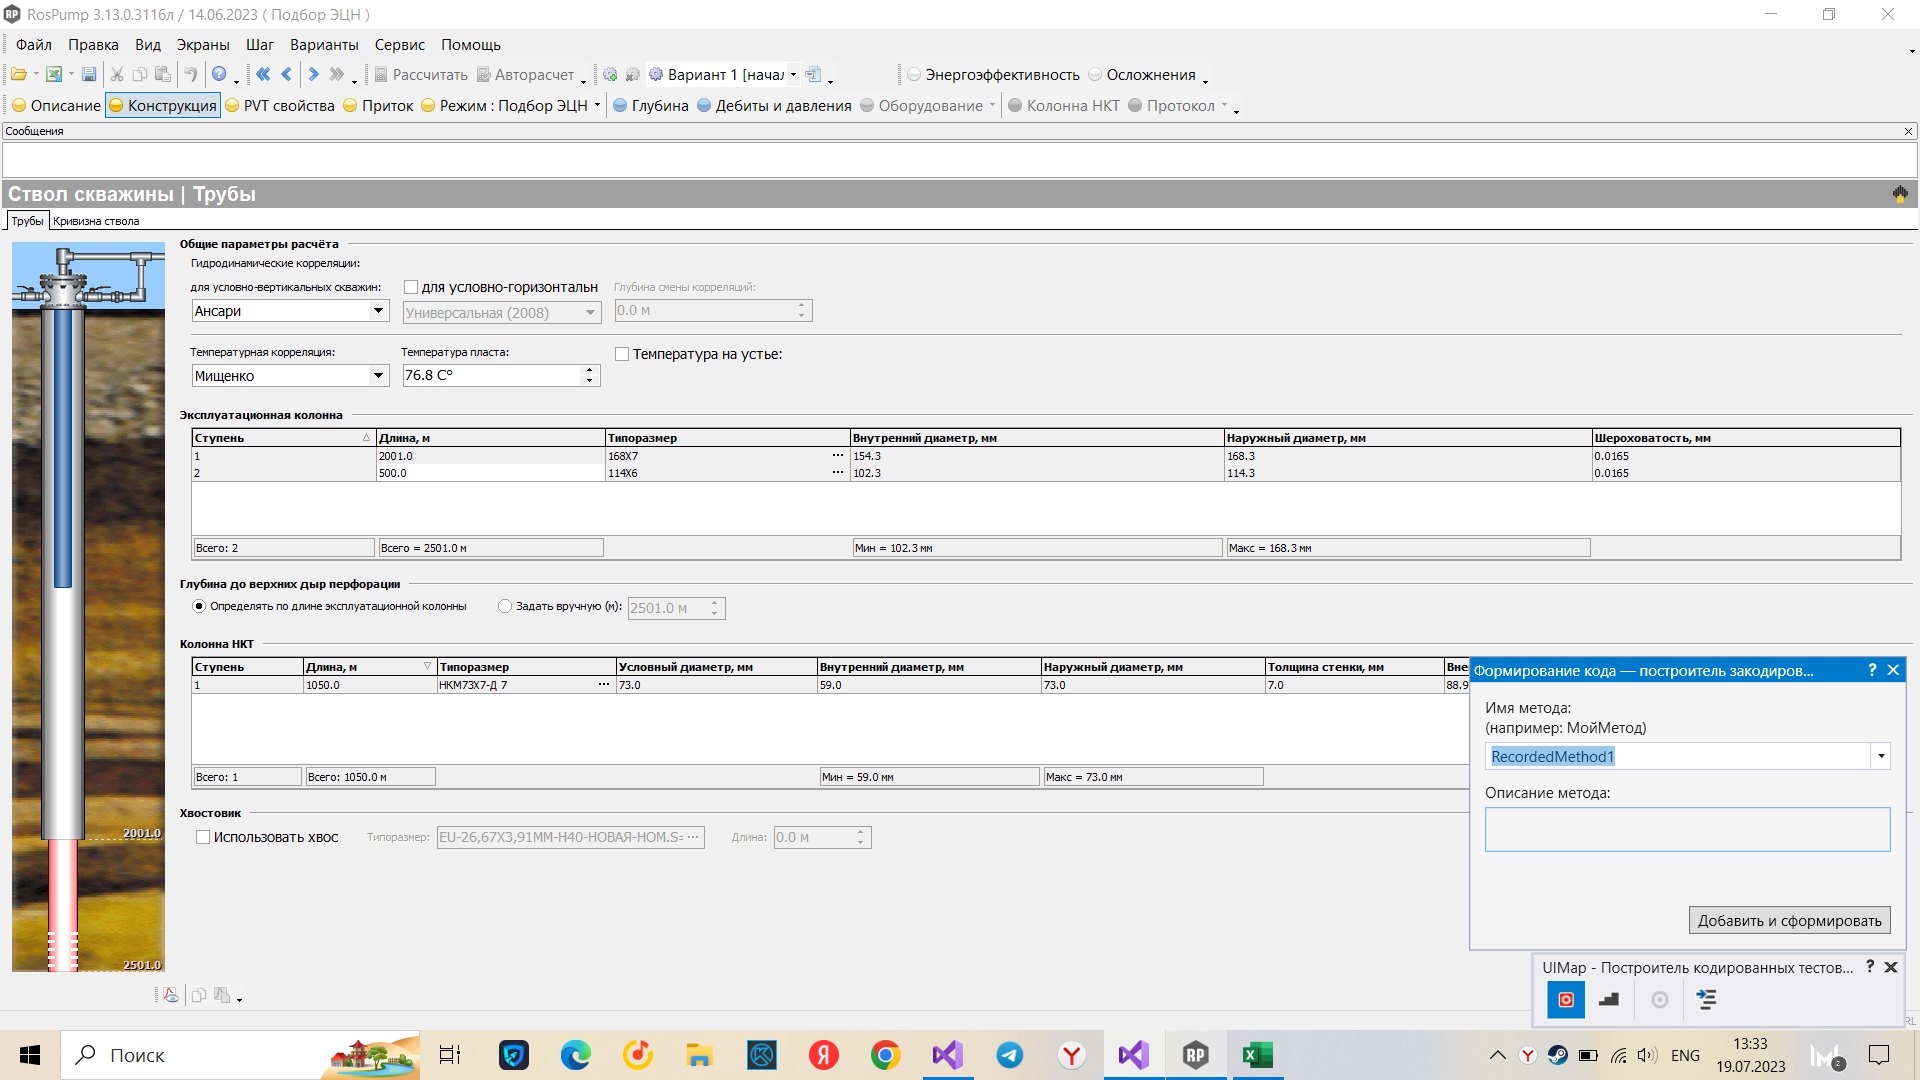 RosPump 3.13.0.3116л / 14.06.2023 ( Подбор ЭЦН )
Файл Правка Вид Экраны Шаг Варианты Сервис Помощь
Рассчитать Авторасчет Вариант 1 [начал Энергоэффективность Осложнения
Описание Конструкция PVT свойства Приток Режим : Подбор ЭЦН Глубина Дебиты и давления Оборудование Колонна НКТ Протокол
Сообщения
Ствол скважины | Трубы
Трубы Кривизна ствола
Общие параметры расчёта
Гидродинамические корреляции:
для условно-вертикальных скважин: для условно-горизонтальн Глубина смены корреляций:
Ансари Универсальная (2008) 0.0 м
Температурная корреляция: Температура пласта: Температура на устье:
Мищенко 76.8 C°
Эксплуатационная колонна
Ступень Длина, м Типоразмер Внутренний диаметр, мм Наружный диаметр, мм Шероховатость, мм
1 2001.0 168X7 ... 154.3 168.3 0.0165
2 500.0 114X6 ... 102.3 114.3 0.0165
Всего: 2 Всего = 2501.0 м Мин = 102.3 мм Макс = 168.3 мм
Глубина до верхних дыр перфорации
Определять по длине эксплуатационной колонны Задать вручную (м): 2501.0 м
Колонна НКТ
Ступень Длина, м Типоразмер Условный диаметр, мм Внутренний диаметр, мм Наружный диаметр, мм Толщина стенки, мм Вне
1 1050.0 НКМ73Х7-Д 7 ... 73.0 59.0 73.0 7.0 88.9
Всего: 1 Всего: 1050.0 м Мин = 59.0 мм Макс = 73.0 мм
Хвостовик
Использовать хвос Типоразмер: EU-26,67X3,91MM-H40-НОВАЯ-НОМ.S= ... Длина: 0.0 м
2001.0
2501.0
Формирование кода — построитель закодиров... ?
Имя метода:
(например: МойМетод)
RecordedMethod1
Описание метода:
Добавить и сформировать
UIMap - Построитель кодированных тестов... ?
RL
Поиск
ENG
13:33
19.07.2023
2